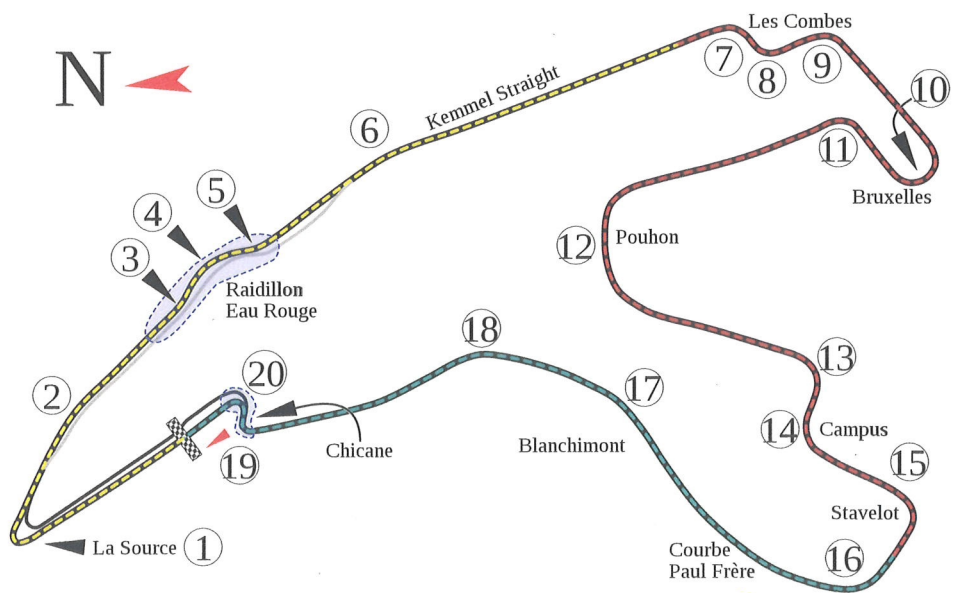 Les Combes
N
7
8
9
10
Kemmel Straight
6
11
Bruxelles
5
4
3
12
Pouhon
Raidillon
Eau Rouge
18
13
20
2
17
14
Campus
Chicane
Blanchimont
19
15
Stavelot
La Source
1
Courbe
Paul Frère
16